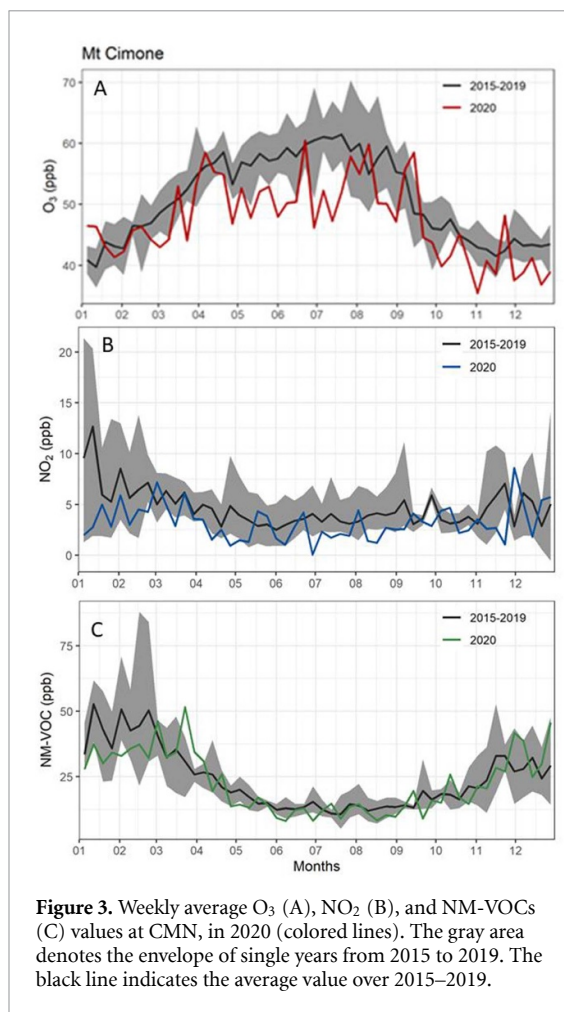 Mt Cimone
A
2015-2019
2020
O₃ (ppb)
70
60
50
40
01 02 03 04 05 06 07 08 09 10 11 12
B
2015-2019
2020
NO₂ (ppb)
20
15
10
5
0
01 02 03 04 05 06 07 08 09 10 11 12
C
2015-2019
2020
NM-VOC (ppb)
75
50
25
01 02 03 04 05 06 07 08 09 10 11 12
Months
Figure 3. Weekly average O₃ (A), NO₂ (B), and NM-VOCs
(C) values at CMN, in 2020 (colored lines). The gray area
denotes the envelope of single years from 2015 to 2019. The
black line indicates the average value over 2015–2019.